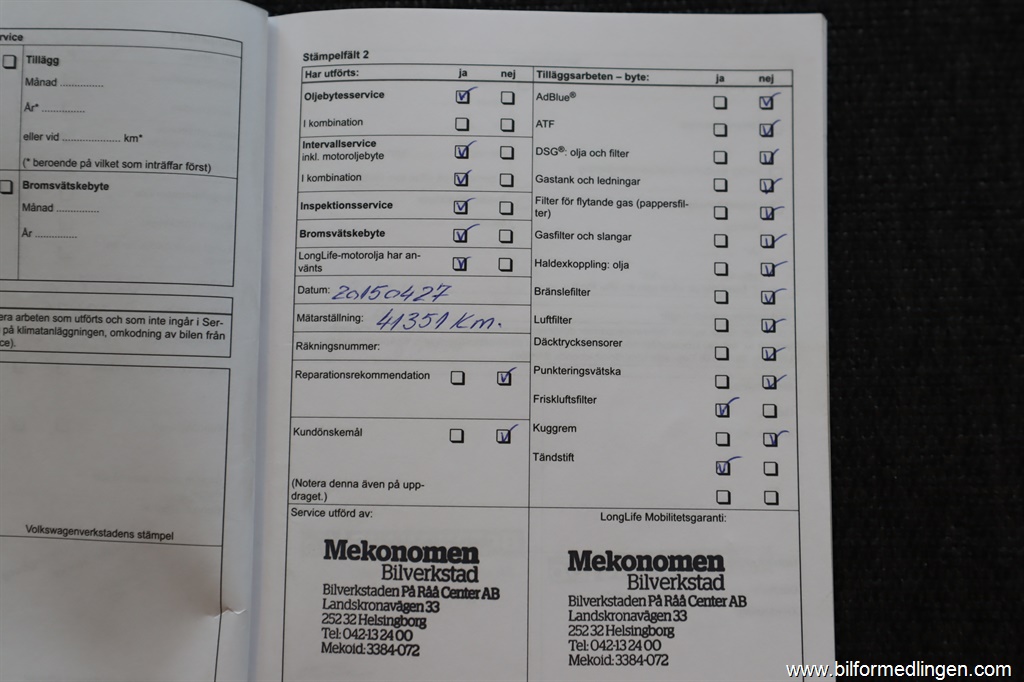 rvice
Tillägg
Månad ...............
År* ...............
eller vid .................... km*
(* beroende på vilket som inträffar först)
Bromsvätskebyte
Månad ...............
År ...............
era arbeten som utförts och som inte ingår i Ser-
på klimatanläggningen, omkodning av bilen från
ce).
Volkswagenverkstadens stämpel
Stämpelfält 2
Har utförts: ja nej
Oljebytesservice
I kombination
Intervallservice
inkl. motoroljebyte
I kombination
Inspektionsservice
Bromsvätskebyte
LongLife-motorolja har an-
vänts
Datum: 20150427
Mätarställning: 41351 Km.
Räkningsnummer:
Reparationsrekommendation
Kundönskemål
(Notera denna även på upp-
draget.)
Service utförd av:
Mekonomen
Bilverkstad
Bilverkstaden På Råå Center AB
Landskronavägen 33
252 32 Helsingborg
Tel: 042-13 24 00
Mekoid: 3384-072
Tilläggsarbeten – byte: ja nej
AdBlue®
ATF
DSG®: olja och filter
Gastank och ledningar
Filter för flytande gas (pappersfil-
ter)
Gasfilter och slangar
Haldexkoppling: olja
Bränslefilter
Luftfilter
Däcktrycksensorer
Punkteringsvätska
Friskluftsfilter
Kuggrem
Tändstift
LongLife Mobilitetsgaranti:
Mekonomen
Bilverkstad
Bilverkstaden På Råå Center AB
Landskronavägen 33
252 32 Helsingborg
Tel: 042-13 24 00
Mekoid: 3384-072
www.bilformedlingen.com